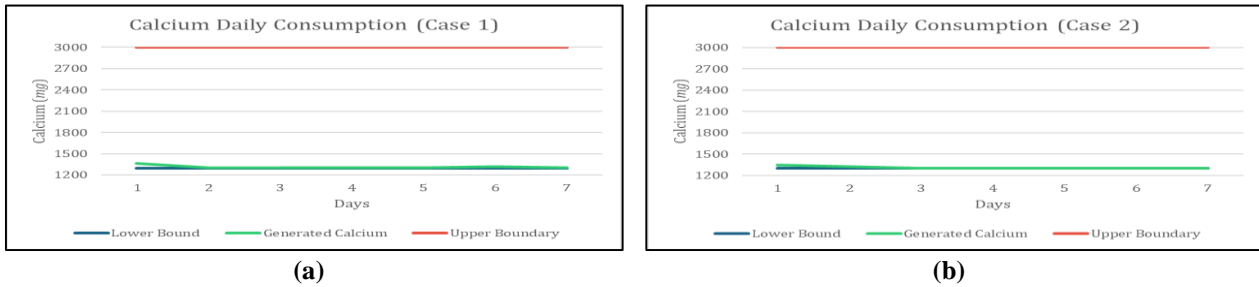 Calcium Daily Consumption (Case 1)
3000
2700
2400
2100
1800
1500
1200
Calcium (mg)
1 2 3 4 5 6 7
Days
Lower Bound Generated Calcium Upper Boundary
(a)
Calcium Daily Consumption (Case 2)
3000
2700
2400
2100
1800
1500
1200
Calcium (mg)
1 2 3 4 5 6 7
Days
Lower Bound Generated Calcium Upper Boundary
(b)